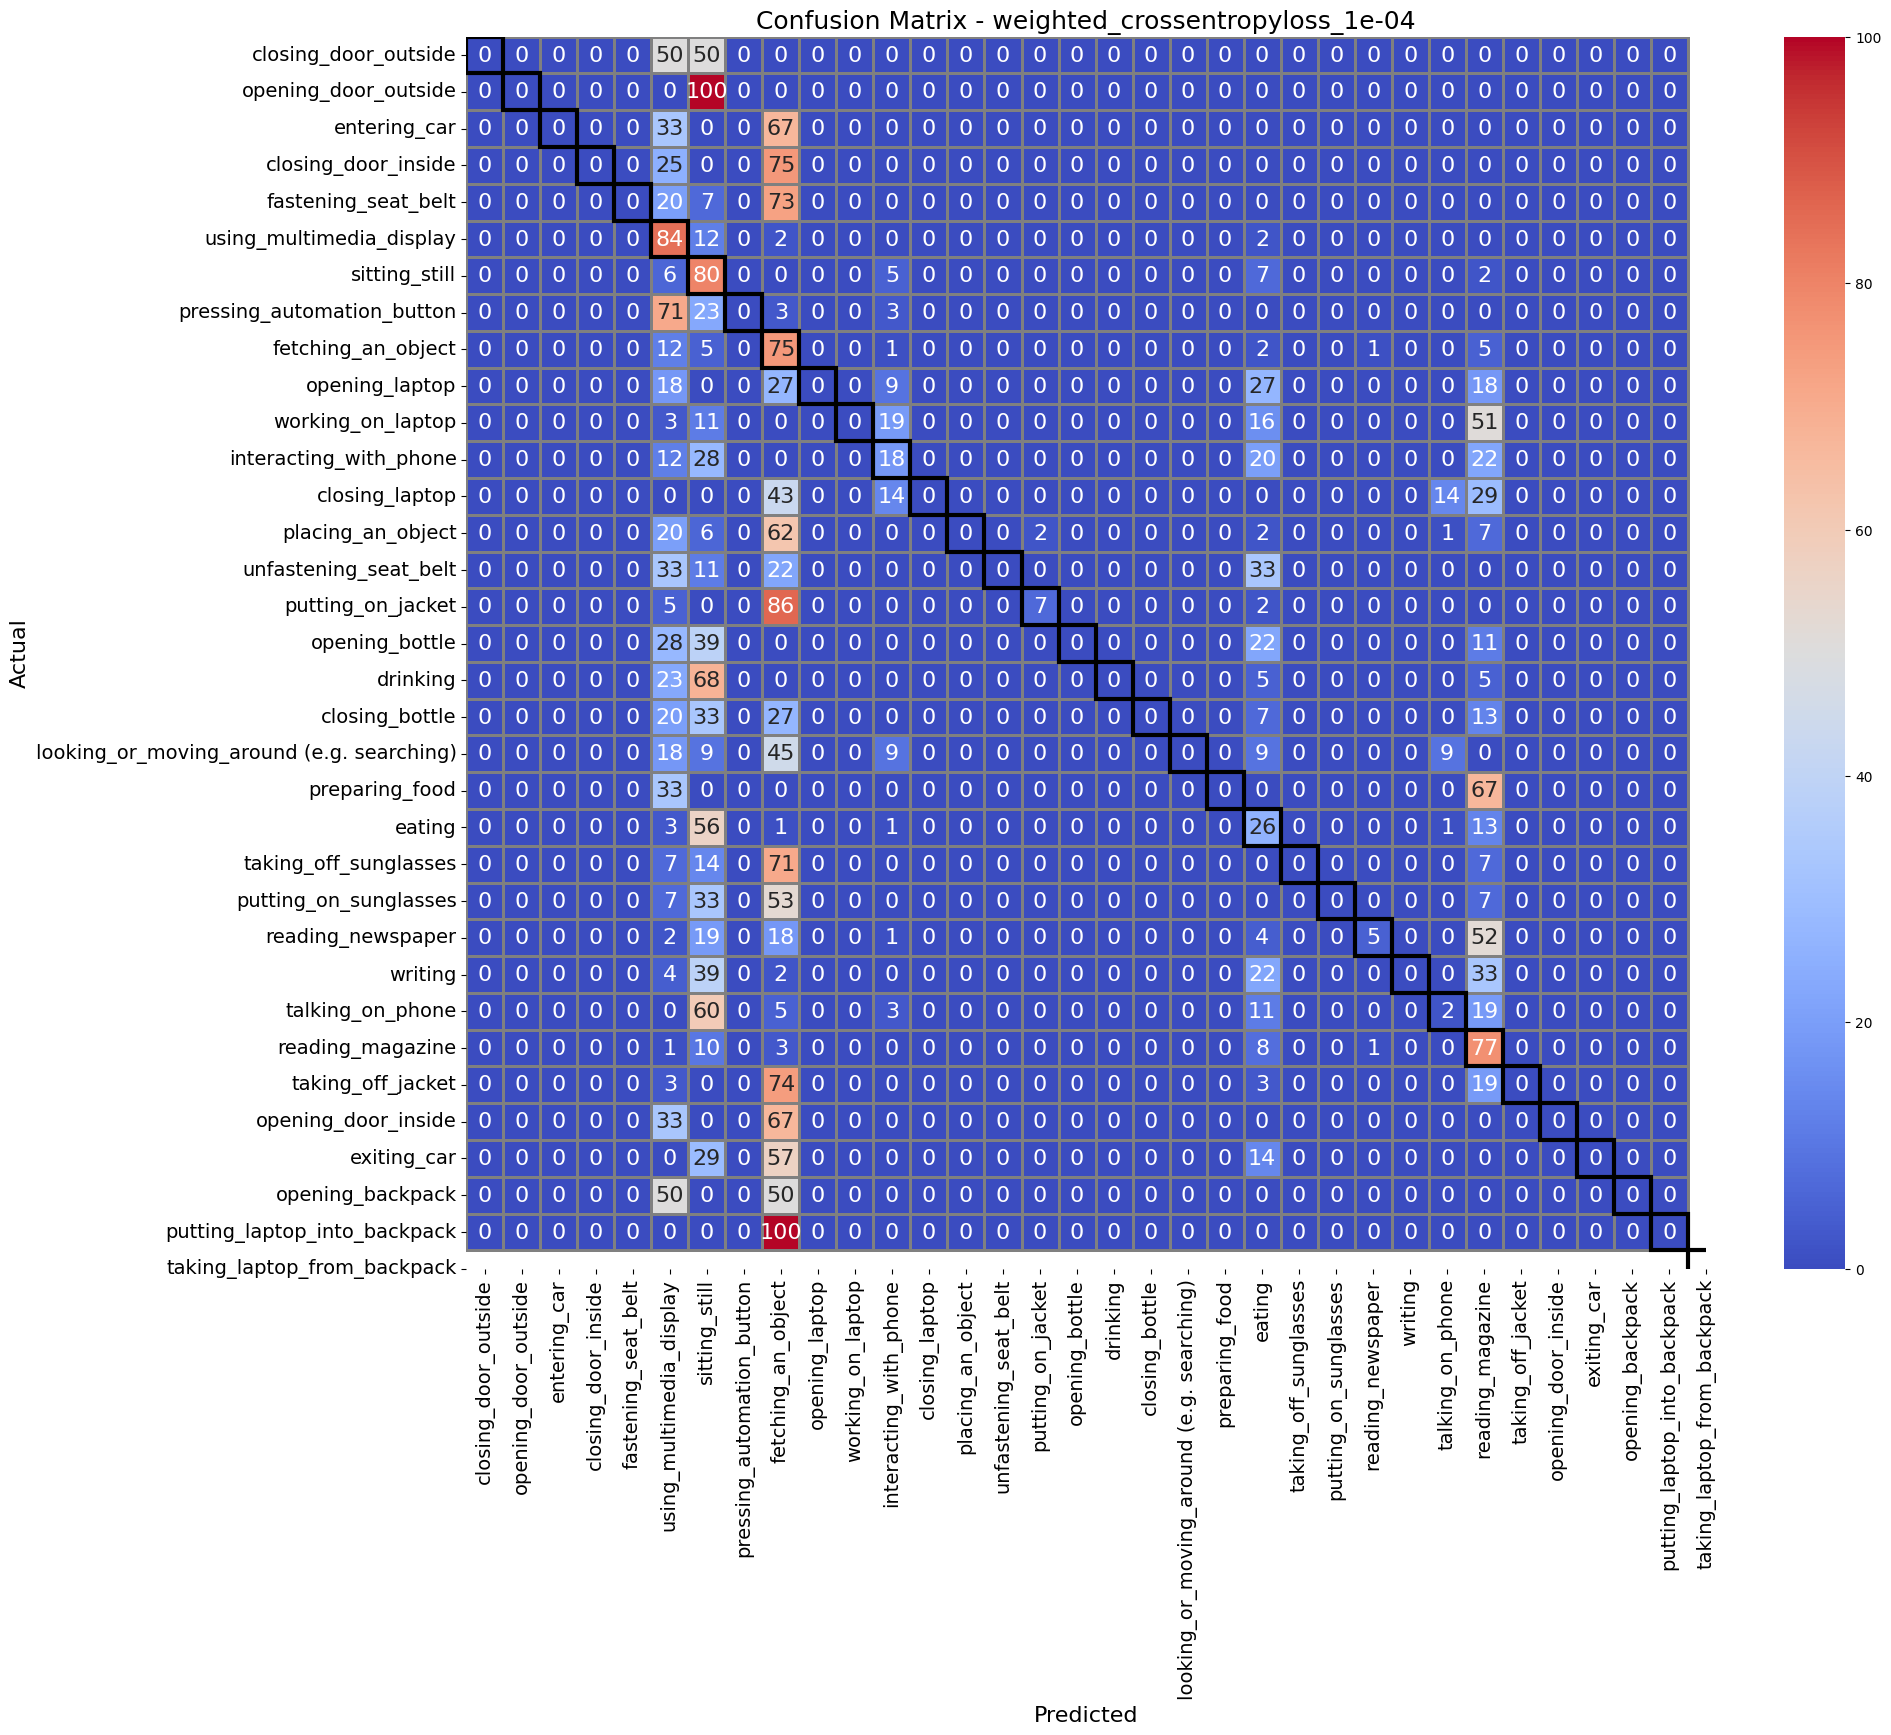 Confusion Matrix - weighted_crossentropyloss_1e-04
closing_door_outside 0 0 0 0 0 50 50 0 0 0 0 0 0 0 0 0 0 0 0 0 0 0 0 0 0 0 0 0 0 0 0 0 0
opening_door_outside 0 0 0 0 0 0 100 0 0 0 0 0 0 0 0 0 0 0 0 0 0 0 0 0 0 0 0 0 0 0 0 0 0
entering_car 0 0 0 0 0 33 0 0 67 0 0 0 0 0 0 0 0 0 0 0 0 0 0 0 0 0 0 0 0 0 0 0 0
closing_door_inside 0 0 0 0 0 25 0 0 75 0 0 0 0 0 0 0 0 0 0 0 0 0 0 0 0 0 0 0 0 0 0 0 0
fastening_seat_belt 0 0 0 0 0 20 7 0 73 0 0 0 0 0 0 0 0 0 0 0 0 0 0 0 0 0 0 0 0 0 0 0 0
using_multimedia_display 0 0 0 0 0 84 12 0 2 0 0 0 0 0 0 0 0 0 0 0 0 2 0 0 0 0 0 0 0 0 0 0 0
sitting_still 0 0 0 0 0 6 80 0 0 0 0 5 0 0 0 0 0 0 0 0 0 7 0 0 0 0 0 2 0 0 0 0 0
pressing_automation_button 0 0 0 0 0 71 23 0 3 0 0 3 0 0 0 0 0 0 0 0 0 0 0 0 0 0 0 0 0 0 0 0 0
fetching_an_object 0 0 0 0 0 12 5 0 75 0 0 1 0 0 0 0 0 0 0 0 0 2 0 0 1 0 0 5 0 0 0 0 0
opening_laptop 0 0 0 0 0 18 0 0 27 0 0 9 0 0 0 0 0 0 0 0 0 27 0 0 0 0 0 18 0 0 0 0 0
working_on_laptop 0 0 0 0 0 3 11 0 0 0 0 19 0 0 0 0 0 0 0 0 0 16 0 0 0 0 0 51 0 0 0 0 0
interacting_with_phone 0 0 0 0 0 12 28 0 0 0 0 18 0 0 0 0 0 0 0 0 0 20 0 0 0 0 0 22 0 0 0 0 0
closing_laptop 0 0 0 0 0 0 0 0 43 0 0 14 0 0 0 0 0 0 0 0 0 0 0 0 0 0 14 29 0 0 0 0 0
placing_an_object 0 0 0 0 0 20 6 0 62 0 0 0 0 0 0 2 0 0 0 0 0 2 0 0 0 0 1 7 0 0 0 0 0
unfastening_seat_belt 0 0 0 0 0 33 11 0 22 0 0 0 0 0 0 0 0 0 0 0 0 33 0 0 0 0 0 0 0 0 0 0 0
putting_on_jacket 0 0 0 0 0 5 0 0 86 0 0 0 0 0 0 7 0 0 0 0 0 2 0 0 0 0 0 0 0 0 0 0 0
opening_bottle 0 0 0 0 0 28 39 0 0 0 0 0 0 0 0 0 0 0 0 0 0 22 0 0 0 0 0 11 0 0 0 0 0
drinking 0 0 0 0 0 23 68 0 0 0 0 0 0 0 0 0 0 0 0 0 0 5 0 0 0 0 0 5 0 0 0 0 0
closing_bottle 0 0 0 0 0 20 33 0 27 0 0 0 0 0 0 0 0 0 0 0 0 7 0 0 0 0 0 13 0 0 0 0 0
looking_or_moving_around (e.g. searching) 0 0 0 0 0 18 9 0 45 0 0 9 0 0 0 0 0 0 0 0 0 9 0 0 0 0 9 0 0 0 0 0 0
preparing_food 0 0 0 0 0 33 0 0 0 0 0 0 0 0 0 0 0 0 0 0 0 0 0 0 0 0 0 67 0 0 0 0 0
eating 0 0 0 0 0 3 56 0 1 0 0 1 0 0 0 0 0 0 0 0 0 26 0 0 0 0 1 13 0 0 0 0 0
taking_off_sunglasses 0 0 0 0 0 7 14 0 71 0 0 0 0 0 0 0 0 0 0 0 0 0 0 0 0 0 0 7 0 0 0 0 0
putting_on_sunglasses 0 0 0 0 0 7 33 0 53 0 0 0 0 0 0 0 0 0 0 0 0 0 0 0 0 0 0 7 0 0 0 0 0
reading_newspaper 0 0 0 0 0 2 19 0 18 0 0 1 0 0 0 0 0 0 0 0 0 4 0 0 5 0 0 52 0 0 0 0 0
writing 0 0 0 0 0 4 39 0 2 0 0 0 0 0 0 0 0 0 0 0 0 22 0 0 0 0 0 33 0 0 0 0 0
talking_on_phone 0 0 0 0 0 0 60 0 5 0 0 3 0 0 0 0 0 0 0 0 0 11 0 0 0 0 2 19 0 0 0 0 0
reading_magazine 0 0 0 0 0 1 10 0 3 0 0 0 0 0 0 0 0 0 0 0 0 8 0 0 1 0 0 77 0 0 0 0 0
taking_off_jacket 0 0 0 0 0 3 0 0 74 0 0 0 0 0 0 0 0 0 0 0 0 3 0 0 0 0 0 19 0 0 0 0 0
opening_door_inside 0 0 0 0 0 33 0 0 67 0 0 0 0 0 0 0 0 0 0 0 0 0 0 0 0 0 0 0 0 0 0 0 0
exiting_car 0 0 0 0 0 0 29 0 57 0 0 0 0 0 0 0 0 0 0 0 0 14 0 0 0 0 0 0 0 0 0 0 0
opening_backpack 0 0 0 0 0 50 0 0 50 0 0 0 0 0 0 0 0 0 0 0 0 0 0 0 0 0 0 0 0 0 0 0 0
putting_laptop_into_backpack 0 0 0 0 0 0 0 0 100 0 0 0 0 0 0 0 0 0 0 0 0 0 0 0 0 0 0 0 0 0 0 0 0
taking_laptop_from_backpack
Actual
closing_door_outside
opening_door_outside
entering_car
closing_door_inside
fastening_seat_belt
using_multimedia_display
sitting_still
pressing_automation_button
fetching_an_object
opening_laptop
working_on_laptop
interacting_with_phone
closing_laptop
placing_an_object
unfastening_seat_belt
putting_on_jacket
opening_bottle
drinking
closing_bottle
looking_or_moving_around (e.g. searching)
preparing_food
eating
taking_off_sunglasses
putting_on_sunglasses
reading_newspaper
writing
talking_on_phone
reading_magazine
taking_off_jacket
opening_door_inside
exiting_car
opening_backpack
putting_laptop_into_backpack
taking_laptop_from_backpack
Predicted
100
80
60
40
20
0